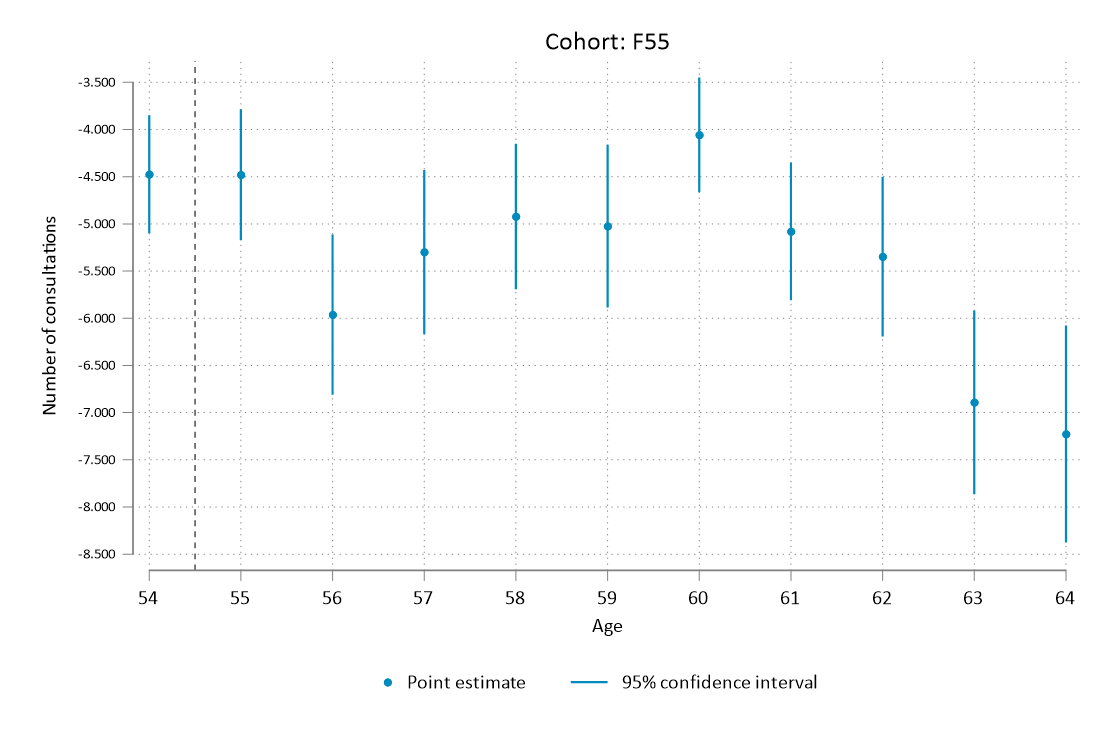 Cohort: F55
-3.500
-4.000
-4.500
-5.000
-5.500
-6.000
-6.500
-7.000
-7.500
-8.000
-8.500
Number of consultations
54 55 56 57 58 59 60 61 62 63 64
Age
Point estimate 95% confidence interval